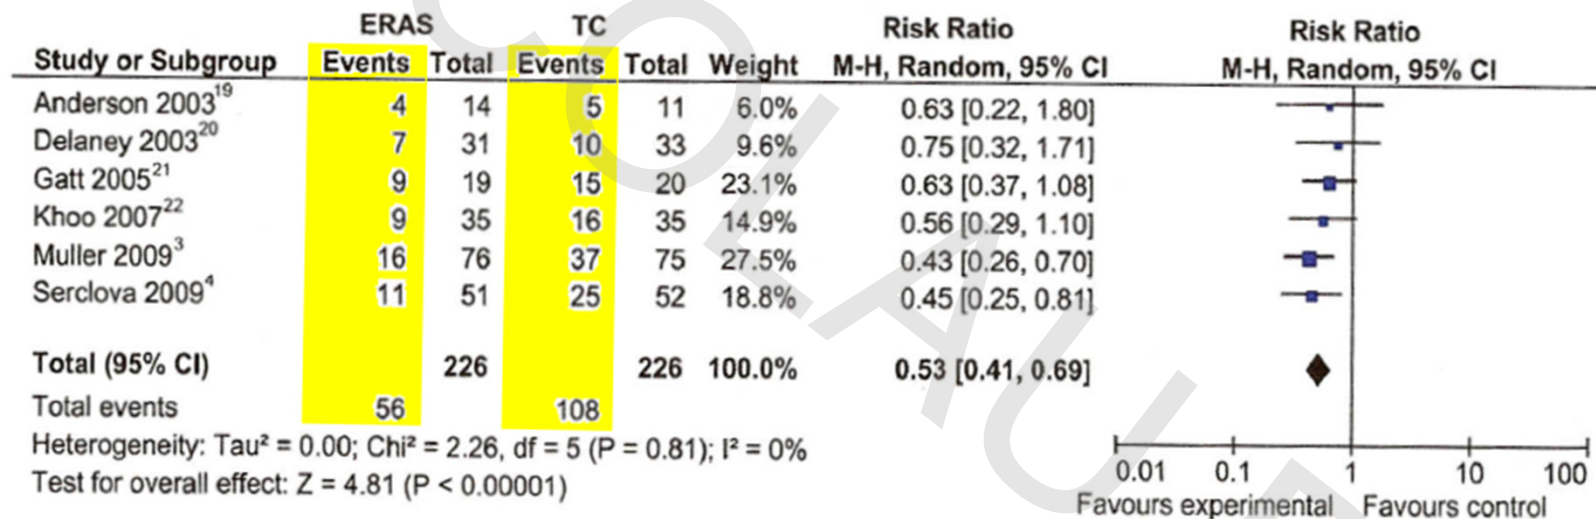 ERAS TC Risk Ratio Risk Ratio
Study or Subgroup Events Total Events Total Weight M-H, Random, 95% CI M-H, Random, 95% CI
Anderson 2003¹⁹ 4 14 5 11 6.0% 0.63 [0.22, 1.80]
Delaney 2003²⁰ 7 31 10 33 9.6% 0.75 [0.32, 1.71]
Gatt 2005²¹ 9 19 15 20 23.1% 0.63 [0.37, 1.08]
Khoo 2007²² 9 35 16 35 14.9% 0.56 [0.29, 1.10]
Muller 2009³ 16 76 37 75 27.5% 0.43 [0.26, 0.70]
Serclova 2009⁴ 11 51 25 52 18.8% 0.45 [0.25, 0.81]
Total (95% CI) 226 226 100.0% 0.53 [0.41, 0.69]
Total events 56 108
Heterogeneity: Tau² = 0.00; Chi² = 2.26, df = 5 (P = 0.81); I² = 0%
Test for overall effect: Z = 4.81 (P < 0.00001)
0.01 0.1 1 10 100
Favours experimental Favours control